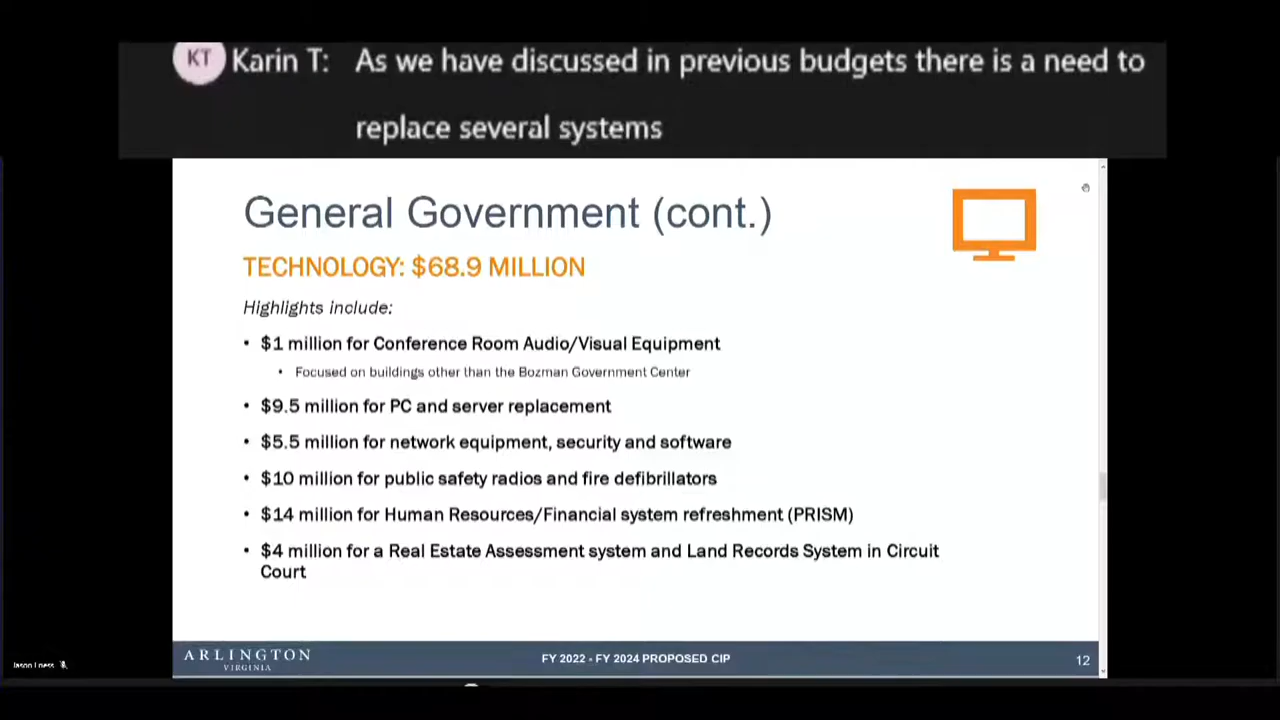 KT Karin T: As we have discussed in previous budgets there is a need to
replace several systems
General Government (cont.)
TECHNOLOGY: $68.9 MILLION
Highlights include:
• $1 million for Conference Room Audio/Visual Equipment
• Focused on buildings other than the Bozman Government Center
• $9.5 million for PC and server replacement
• $5.5 million for network equipment, security and software
• $10 million for public safety radios and fire defibrillators
• $14 million for Human Resources/Financial system refreshment (PRISM)
• $4 million for a Real Estate Assessment system and Land Records System in Circuit
Court
ARLINGTON
VIRGINIA
FY 2022 - FY 2024 PROPOSED CIP
12
Jason